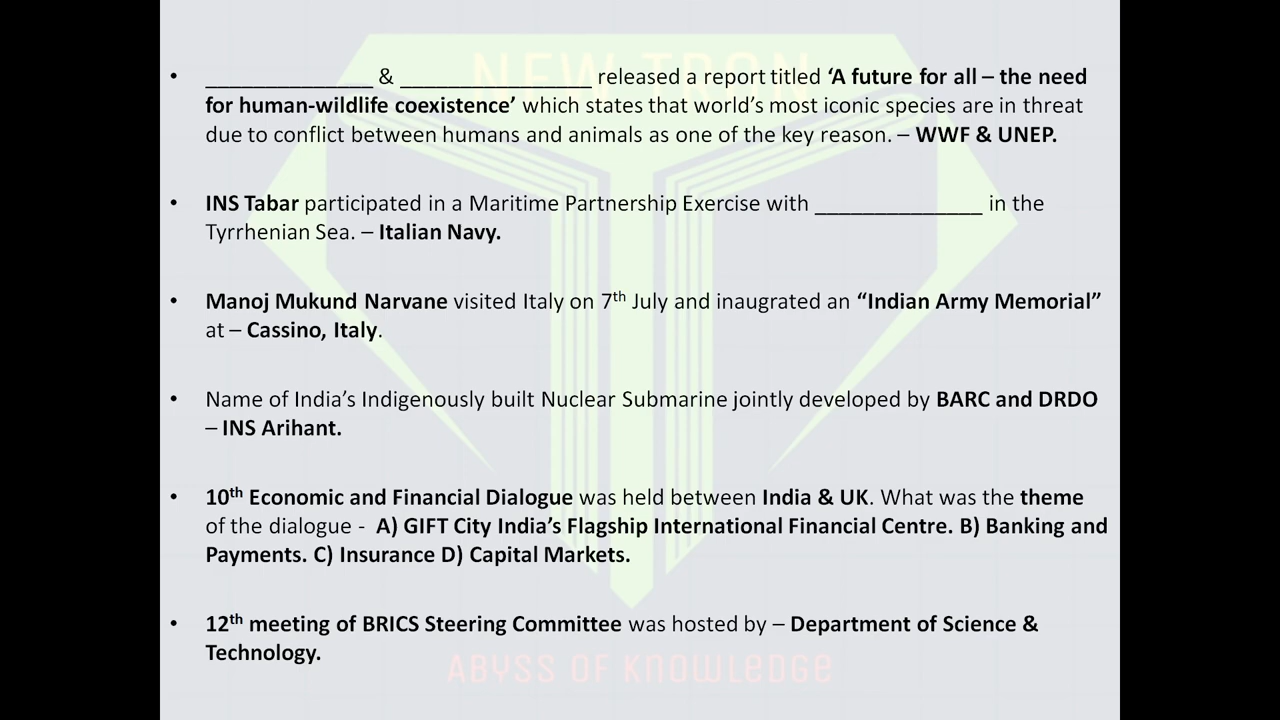 NEW TRON
• ______________ & ________________ released a report titled ‘A future for all – the need
for human-wildlife coexistence’ which states that world’s most iconic species are in threat
due to conflict between humans and animals as one of the key reason. – WWF & UNEP.
• INS Tabar participated in a Maritime Partnership Exercise with ______________ in the
Tyrrhenian Sea. – Italian Navy.
• Manoj Mukund Narvane visited Italy on 7th July and inaugrated an “Indian Army Memorial”
at – Cassino, Italy.
• Name of India’s Indigenously built Nuclear Submarine jointly developed by BARC and DRDO
– INS Arihant.
• 10th Economic and Financial Dialogue was held between India & UK. What was the theme
of the dialogue - A) GIFT City India’s Flagship International Financial Centre. B) Banking and
Payments. C) Insurance D) Capital Markets.
• 12th meeting of BRICS Steering Committee was hosted by – Department of Science &
Technology.
ABYSS OF KNOWLEDGE